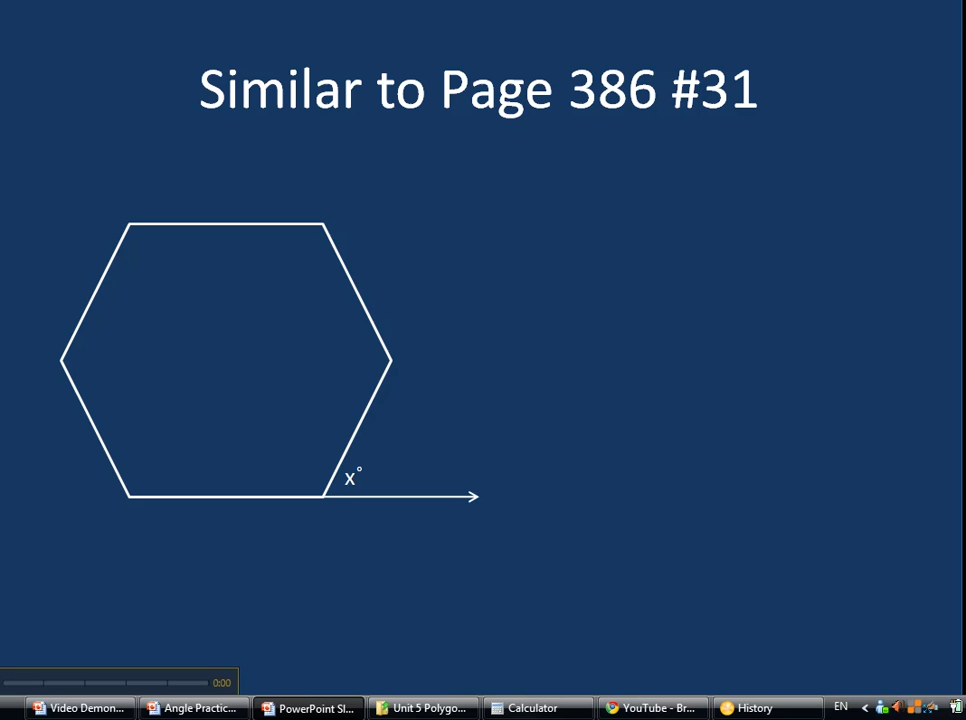 Similar to Page 386 #31
x°
0:00
Video Demon... Angle Practic... PowerPoint Sl... Unit 5 Polygo... Calculator YouTube - Br... History EN